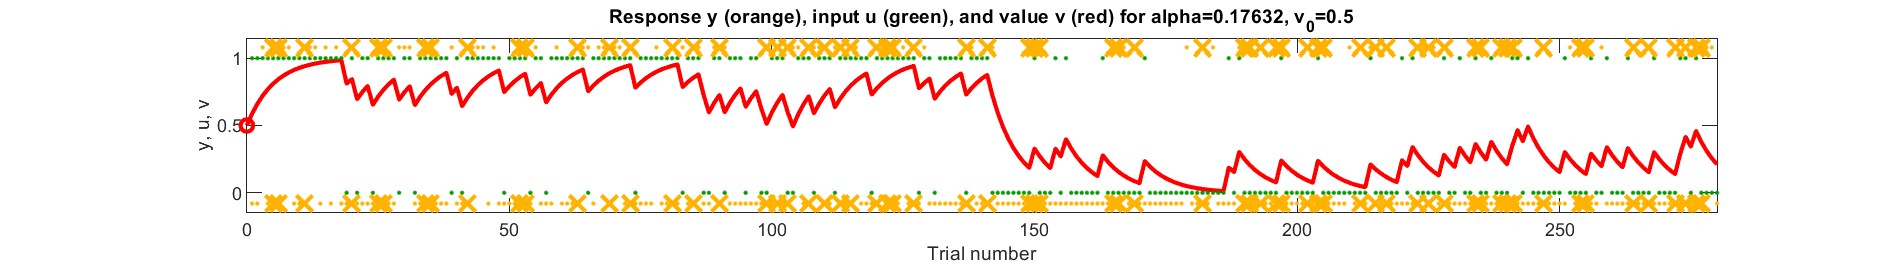 Response y (orange), input u (green), and value v (red) for alpha=0.17632, v0=0.5
y, u, v
1
0.5
0
0 50 100 150 200 250
Trial number